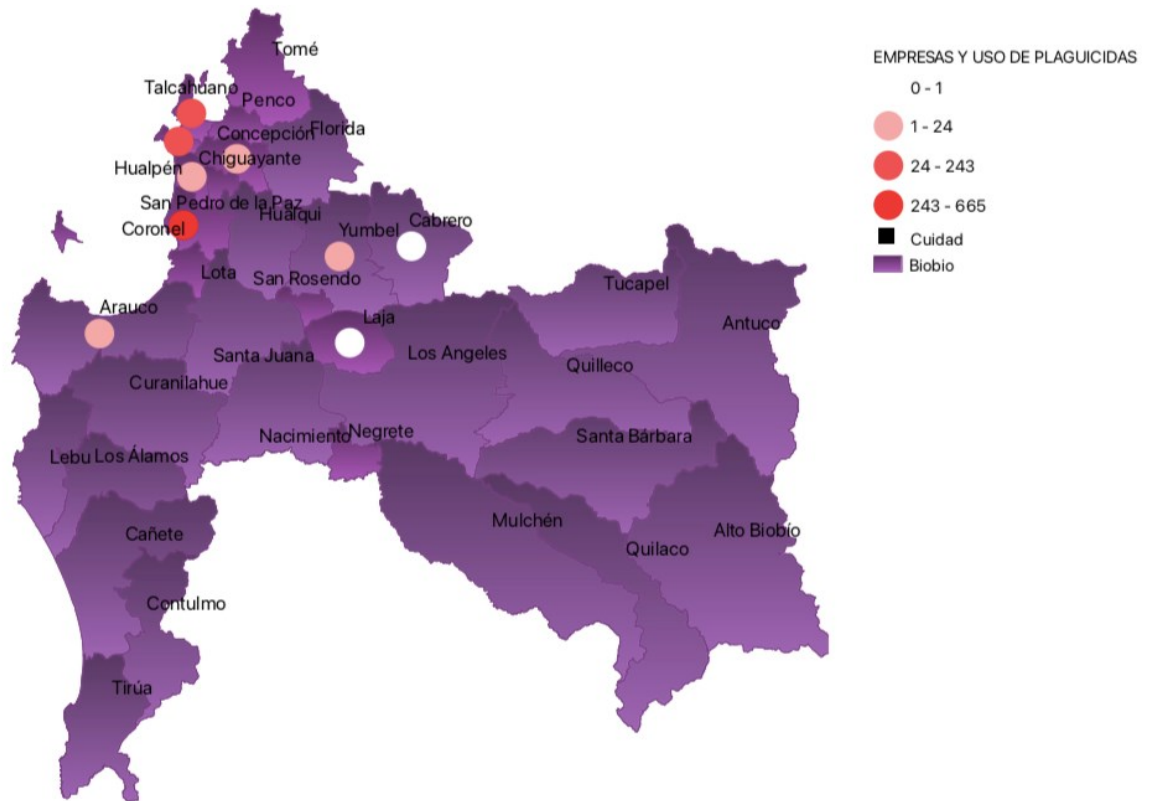 Tomé
Talcahuano
Penco
Concepción
Florida
Chiguayante
Hualpén
San Pedro de la Paz
Hualqui
Coronel
Yumbel
Cabrero
Lota
San Rosendo
Tucapel
Arauco
Laja
Antuco
Santa Juana
Los Angeles
Quilleco
Curanilahue
Nacimiento
Negrete
Santa Bárbara
Lebu
Los Álamos
Mulchén
Cañete
Alto Biobío
Quilaco
Contulmo
Tirúa
EMPRESAS Y USO DE PLAGUICIDAS
0 - 1
1 - 24
24 - 243
243 - 665
Cuidad
Biobio